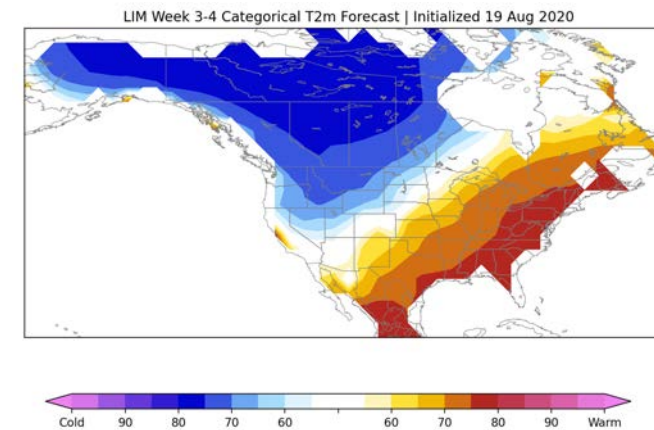 LIM Week 3-4 Categorical T2m Forecast | Initialized 19 Aug 2020
Cold 90 80 70 60 60 70 80 90 Warm